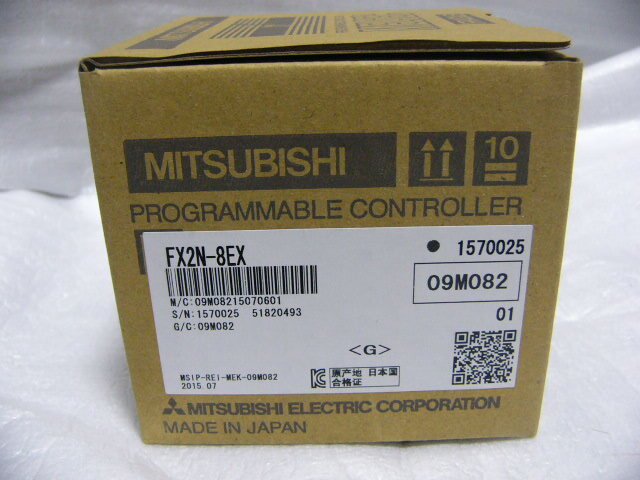 MITSUBISHI
10
PROGRAMMABLE CONTROLLER
FX2N-8EX
1570025
M/C:09M08215070601
09M082
S/N:1570025 51820493
G/C:09M082
01
<G>
MSIP-REI-MEK-09M082
2015.07
原産地 日本国
合格证
MITSUBISHI ELECTRIC CORPORATION
MADE IN JAPAN